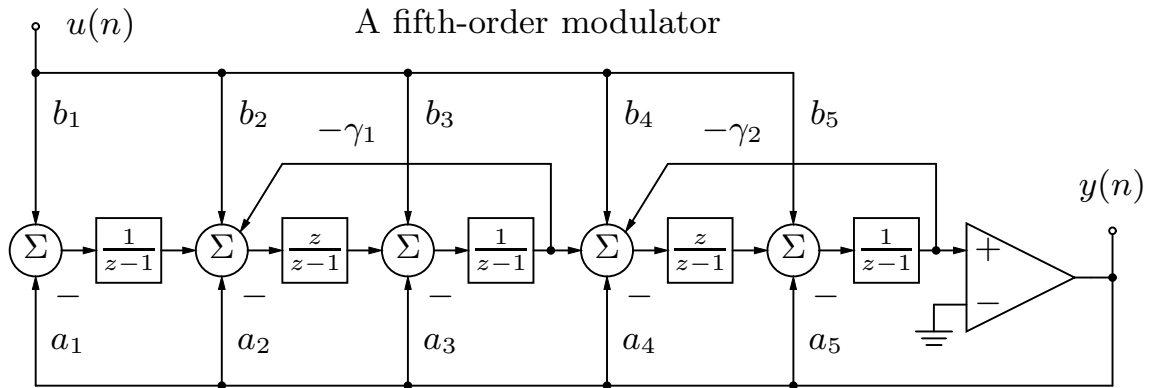 u(n) A fifth-order modulator
b₁ b₂ b₃ b₄ b₅
−γ₁ −γ₂
y(n)
Σ 1/(z−1) Σ z/(z−1) Σ 1/(z−1) Σ z/(z−1) Σ 1/(z−1) +
− − − − − −
a₁ a₂ a₃ a₄ a₅